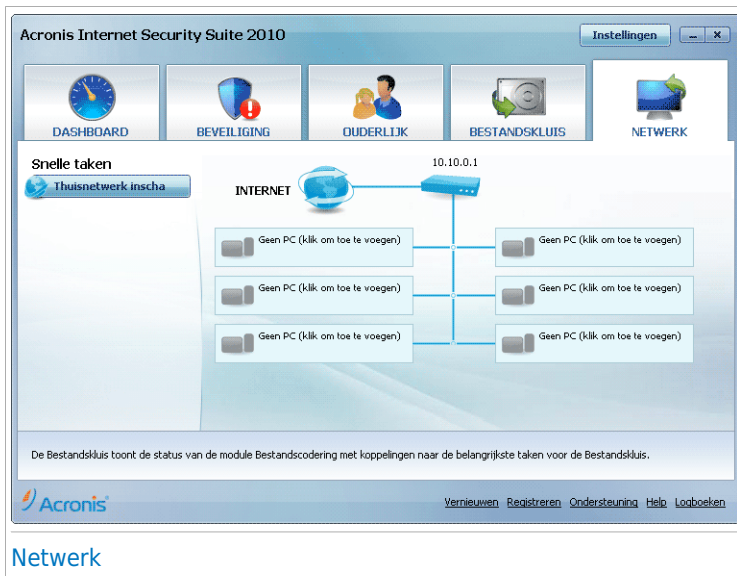 Acronis Internet Security Suite 2010
Instellingen
DASHBOARD
BEVEILIGING
OUDERLIJK
BESTANDSKLUIS
NETWERK
Snelle taken
Thuisnetwerk inscha
10.10.0.1
INTERNET
Geen PC (klik om toe te voegen)
Geen PC (klik om toe te voegen)
Geen PC (klik om toe te voegen)
Geen PC (klik om toe te voegen)
Geen PC (klik om toe te voegen)
Geen PC (klik om toe te voegen)
De Bestandskluis toont de status van de module Bestandscodering met koppelingen naar de belangrijkste taken voor de Bestandskluis.
Acronis
Vernieuwen Registreren Ondersteuning Help Logboeken
Netwerk